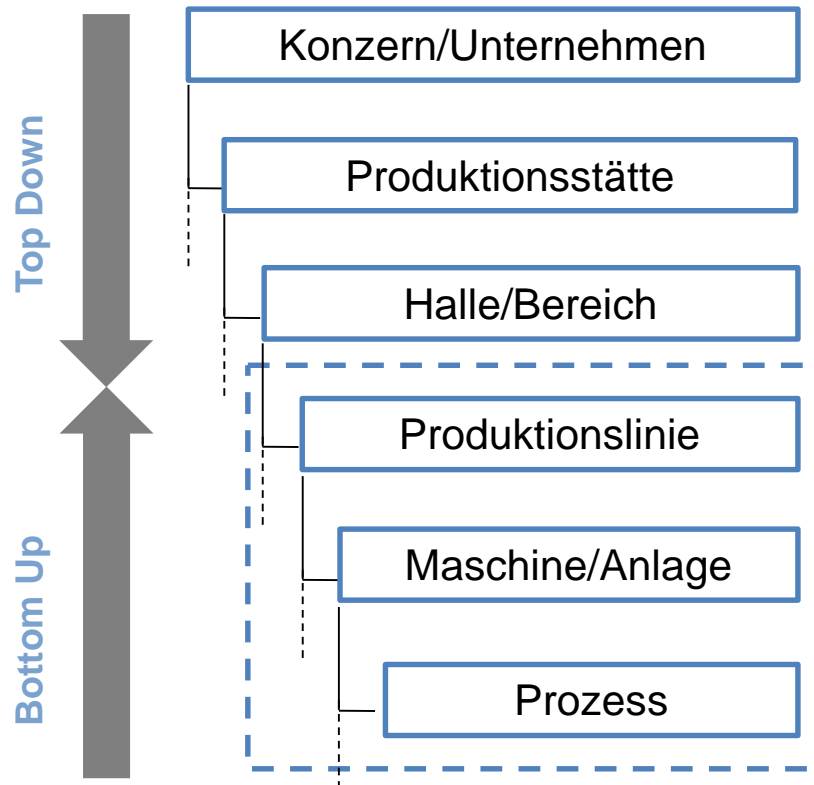 Konzern/Unternehmen
Top Down
Produktionsstätte
Halle/Bereich
Produktionslinie
Bottom Up
Maschine/Anlage
Prozess